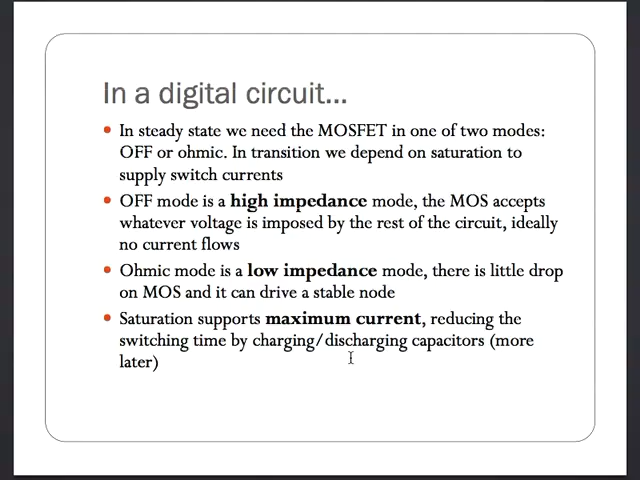 In a digital circuit...
• In steady state we need the MOSFET in one of two modes:
OFF or ohmic. In transition we depend on saturation to
supply switch currents
• OFF mode is a high impedance mode, the MOS accepts
whatever voltage is imposed by the rest of the circuit, ideally
no current flows
• Ohmic mode is a low impedance mode, there is little drop
on MOS and it can drive a stable node
• Saturation supports maximum current, reducing the
switching time by charging/discharging capacitors (more
later)